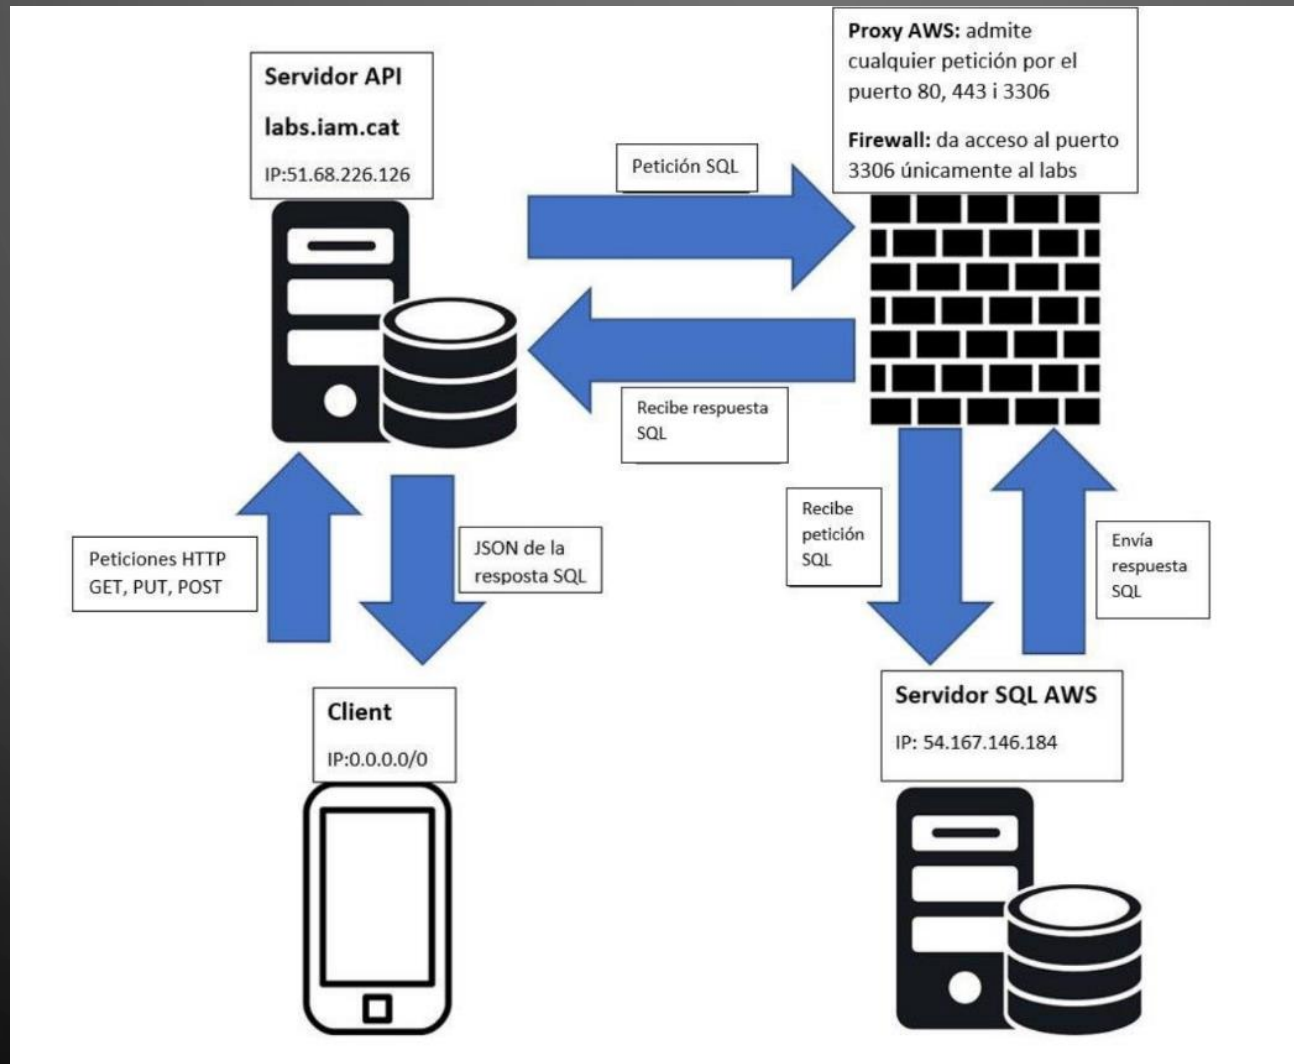 Servidor API
labs.iam.cat
IP:51.68.226.126
Petición SQL
Proxy AWS: admite
cualquier petición por el
puerto 80, 443 i 3306
Firewall: da acceso al puerto
3306 únicamente al labs
Recibe respuesta
SQL
Peticiones HTTP
GET, PUT, POST
JSON de la
resposta SQL
Recibe
petición
SQL
Envía
respuesta
SQL
Client
IP:0.0.0.0/0
Servidor SQL AWS
IP: 54.167.146.184